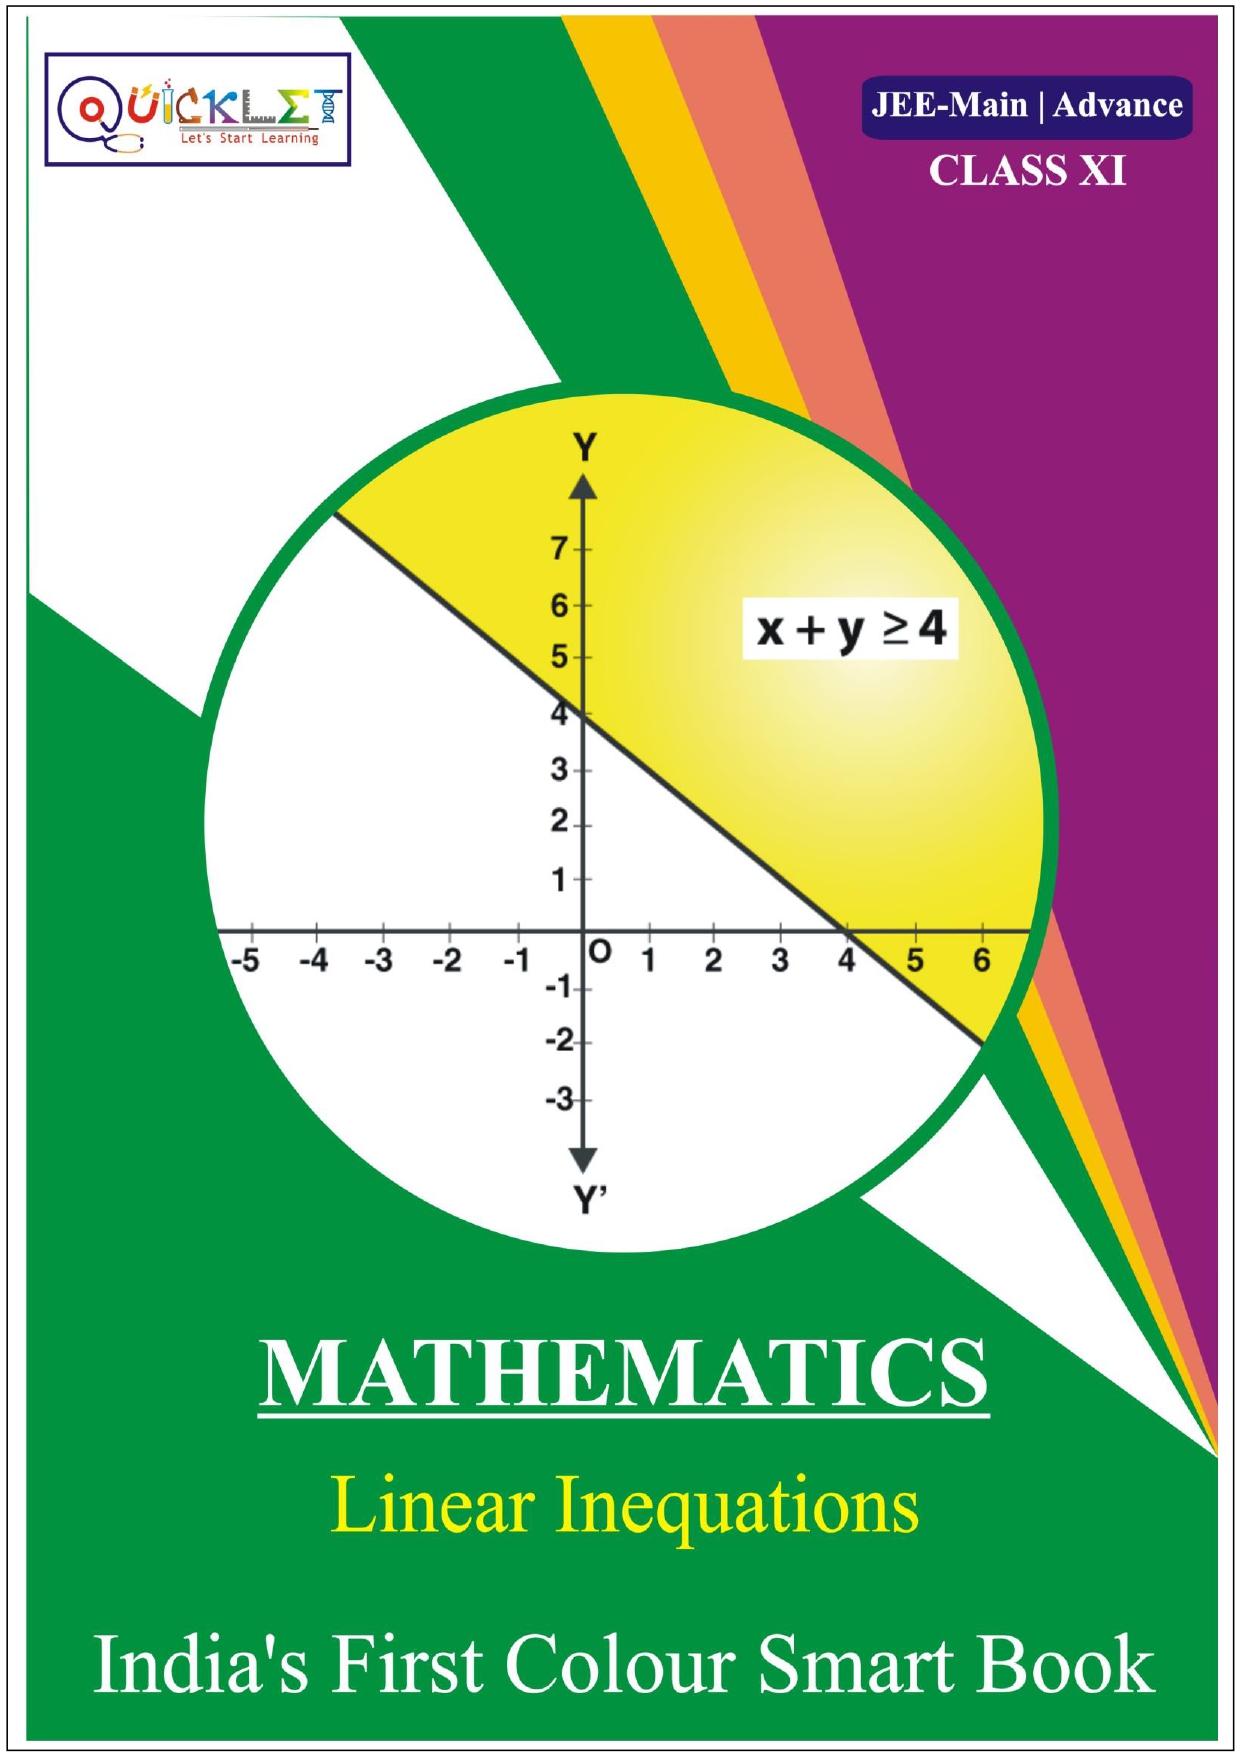 QUICKLET
Let's Start Learning
JEE-Main | Advance
CLASS XI
Y
7
6
5
4
3
2
1
x + y ≥ 4
-5 -4 -3 -2 -1 O 1 2 3 4 5 6
-1
-2
-3
Y’
MATHEMATICS
Linear Inequations
India's First Colour Smart Book